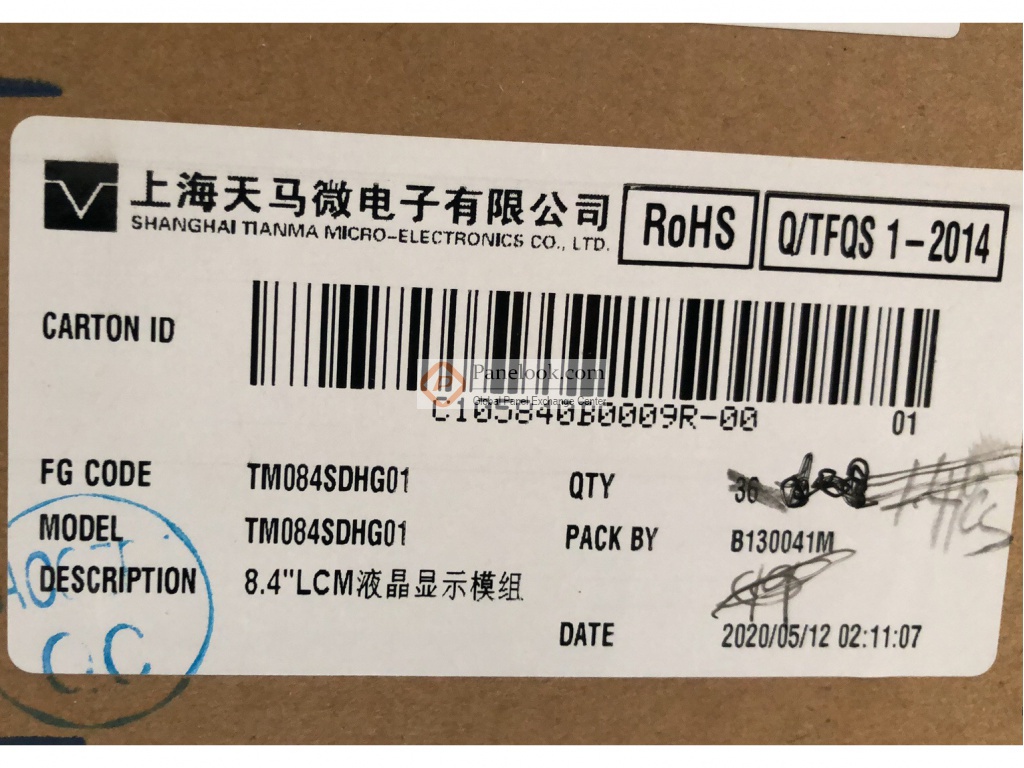 上海天马微电子有限公司
SHANGHAI TIANMA MICRO-ELECTRONICS CO., LTD.
RoHS
Q/TFQS 1-2014
CARTON ID
Panelook.com
Global Panel Exchange Center
C105840B0009R-00
01
FG CODE TM084SDHG01 QTY 36
MODEL TM084SDHG01 PACK BY B130041M
DESCRIPTION 8.4"LCM液晶显示模组
DATE 2020/05/12 02:11:07